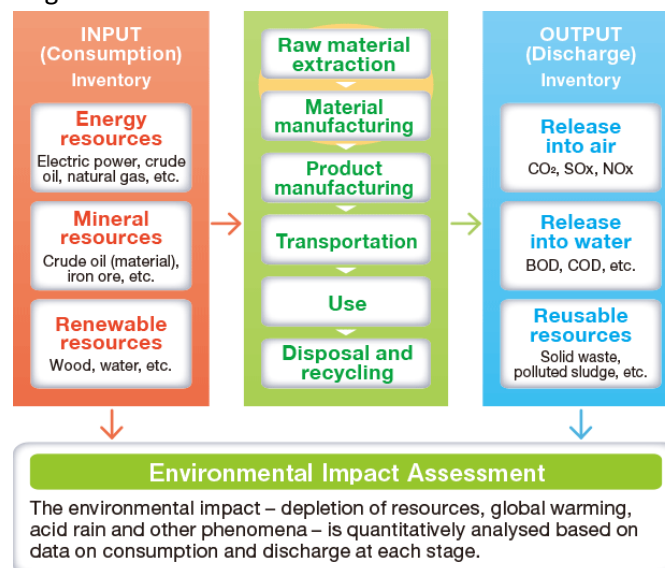 INPUT
(Consumption)
Inventory
Energy
resources
Electric power, crude
oil, natural gas, etc.
Mineral
resources
Crude oil (material),
iron ore, etc.
Renewable
resources
Wood, water, etc.
Raw material
extraction
Material
manufacturing
Product
manufacturing
Transportation
Use
Disposal and
recycling
OUTPUT
(Discharge)
Inventory
Release
into air
CO₂, SOx, NOx
Release
into water
BOD, COD, etc.
Reusable
resources
Solid waste,
polluted sludge, etc.
Environmental Impact Assessment
The environmental impact – depletion of resources, global warming,
acid rain and other phenomena – is quantitatively analysed based on
data on consumption and discharge at each stage.